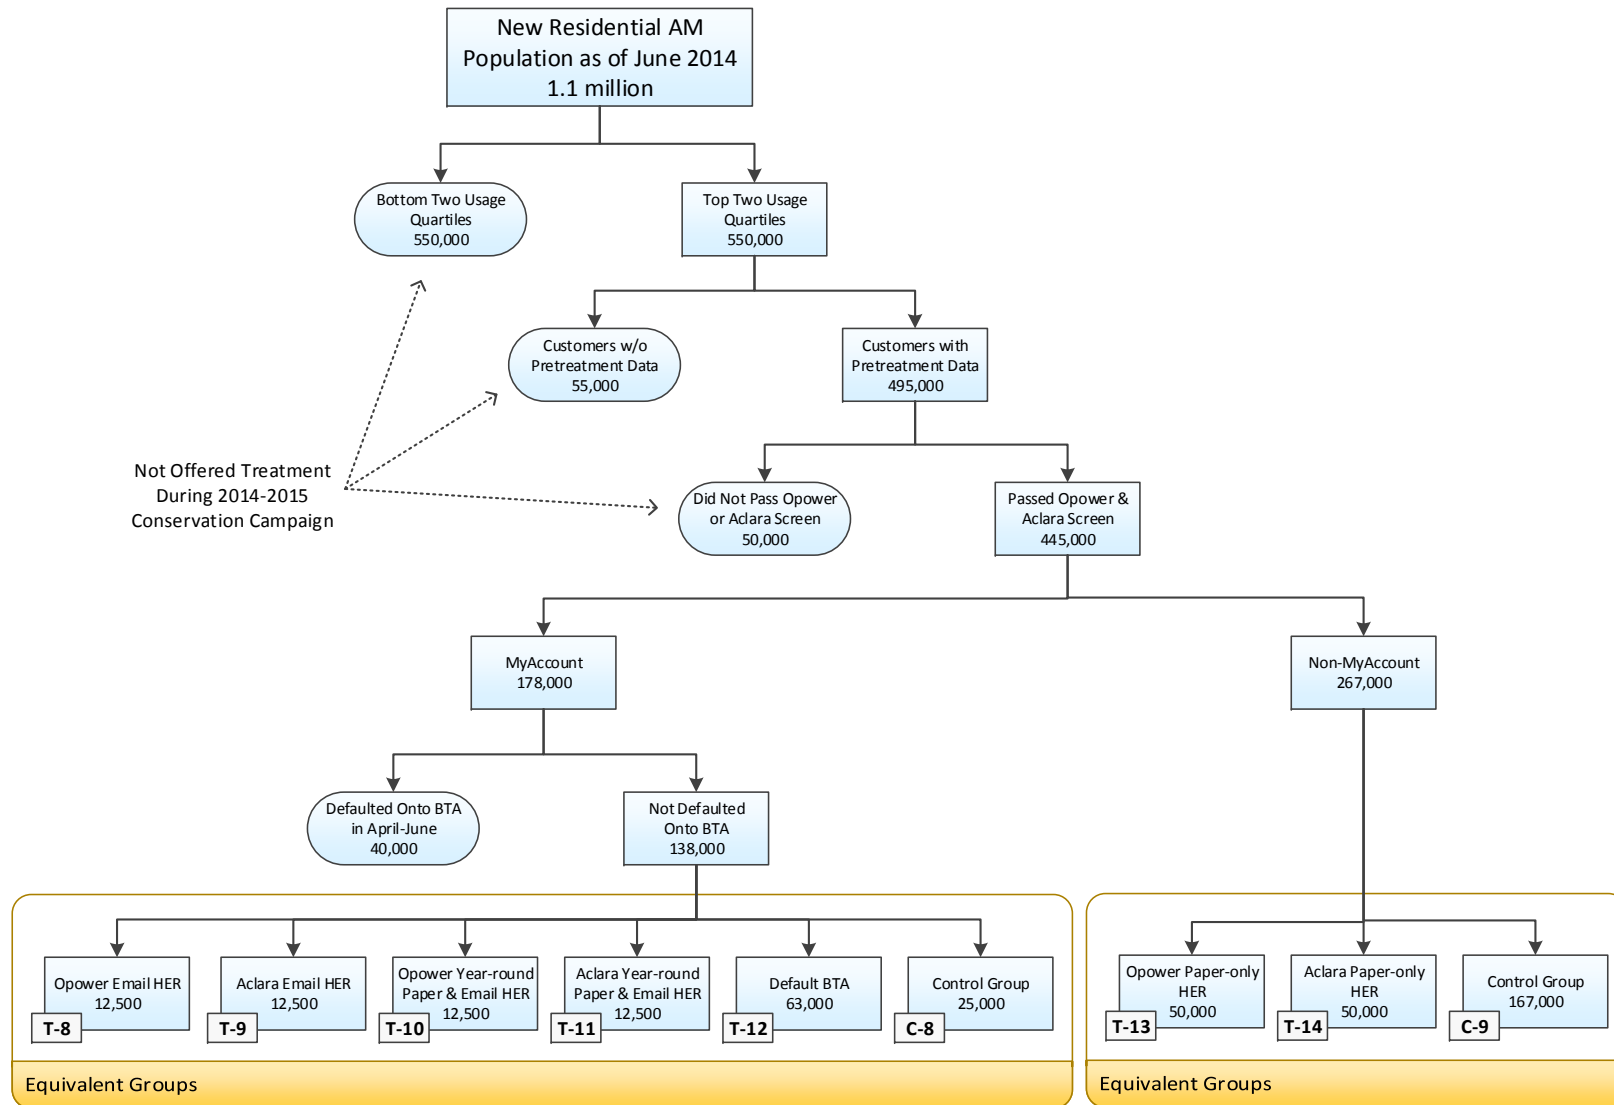 New Residential AM
Population as of June 2014
1.1 million
Bottom Two Usage
Quartiles
550,000
Top Two Usage
Quartiles
550,000
Customers w/o
Pretreatment Data
55,000
Customers with
Pretreatment Data
495,000
Not Offered Treatment
During 2014-2015
Conservation Campaign
Did Not Pass Opower
or Aclara Screen
50,000
Passed Opower &
Aclara Screen
445,000
MyAccount
178,000
Non-MyAccount
267,000
Defaulted Onto BTA
in April-June
40,000
Not Defaulted
Onto BTA
138,000
Opower Email HER
12,500
T-8
Aclara Email HER
12,500
T-9
Opower Year-round
Paper & Email HER
12,500
T-10
Aclara Year-round
Paper & Email HER
12,500
T-11
Default BTA
63,000
T-12
Control Group
25,000
C-8
Equivalent Groups
Opower Paper-only
HER
50,000
T-13
Aclara Paper-only
HER
50,000
T-14
Control Group
167,000
C-9
Equivalent Groups